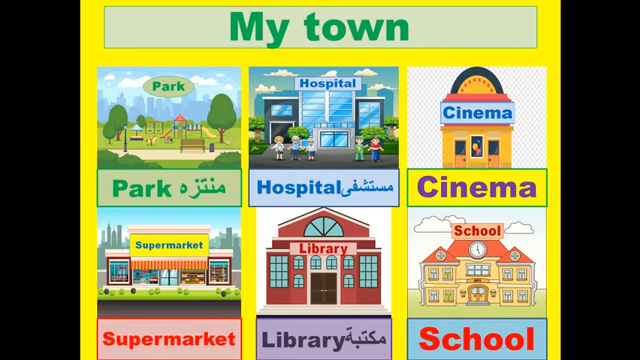 My town
Park
Hospital
Cinema
Park منتزه
Hospital مستشفى
Cinema
Supermarket
Library
School
Supermarket
Library مكتبة
School